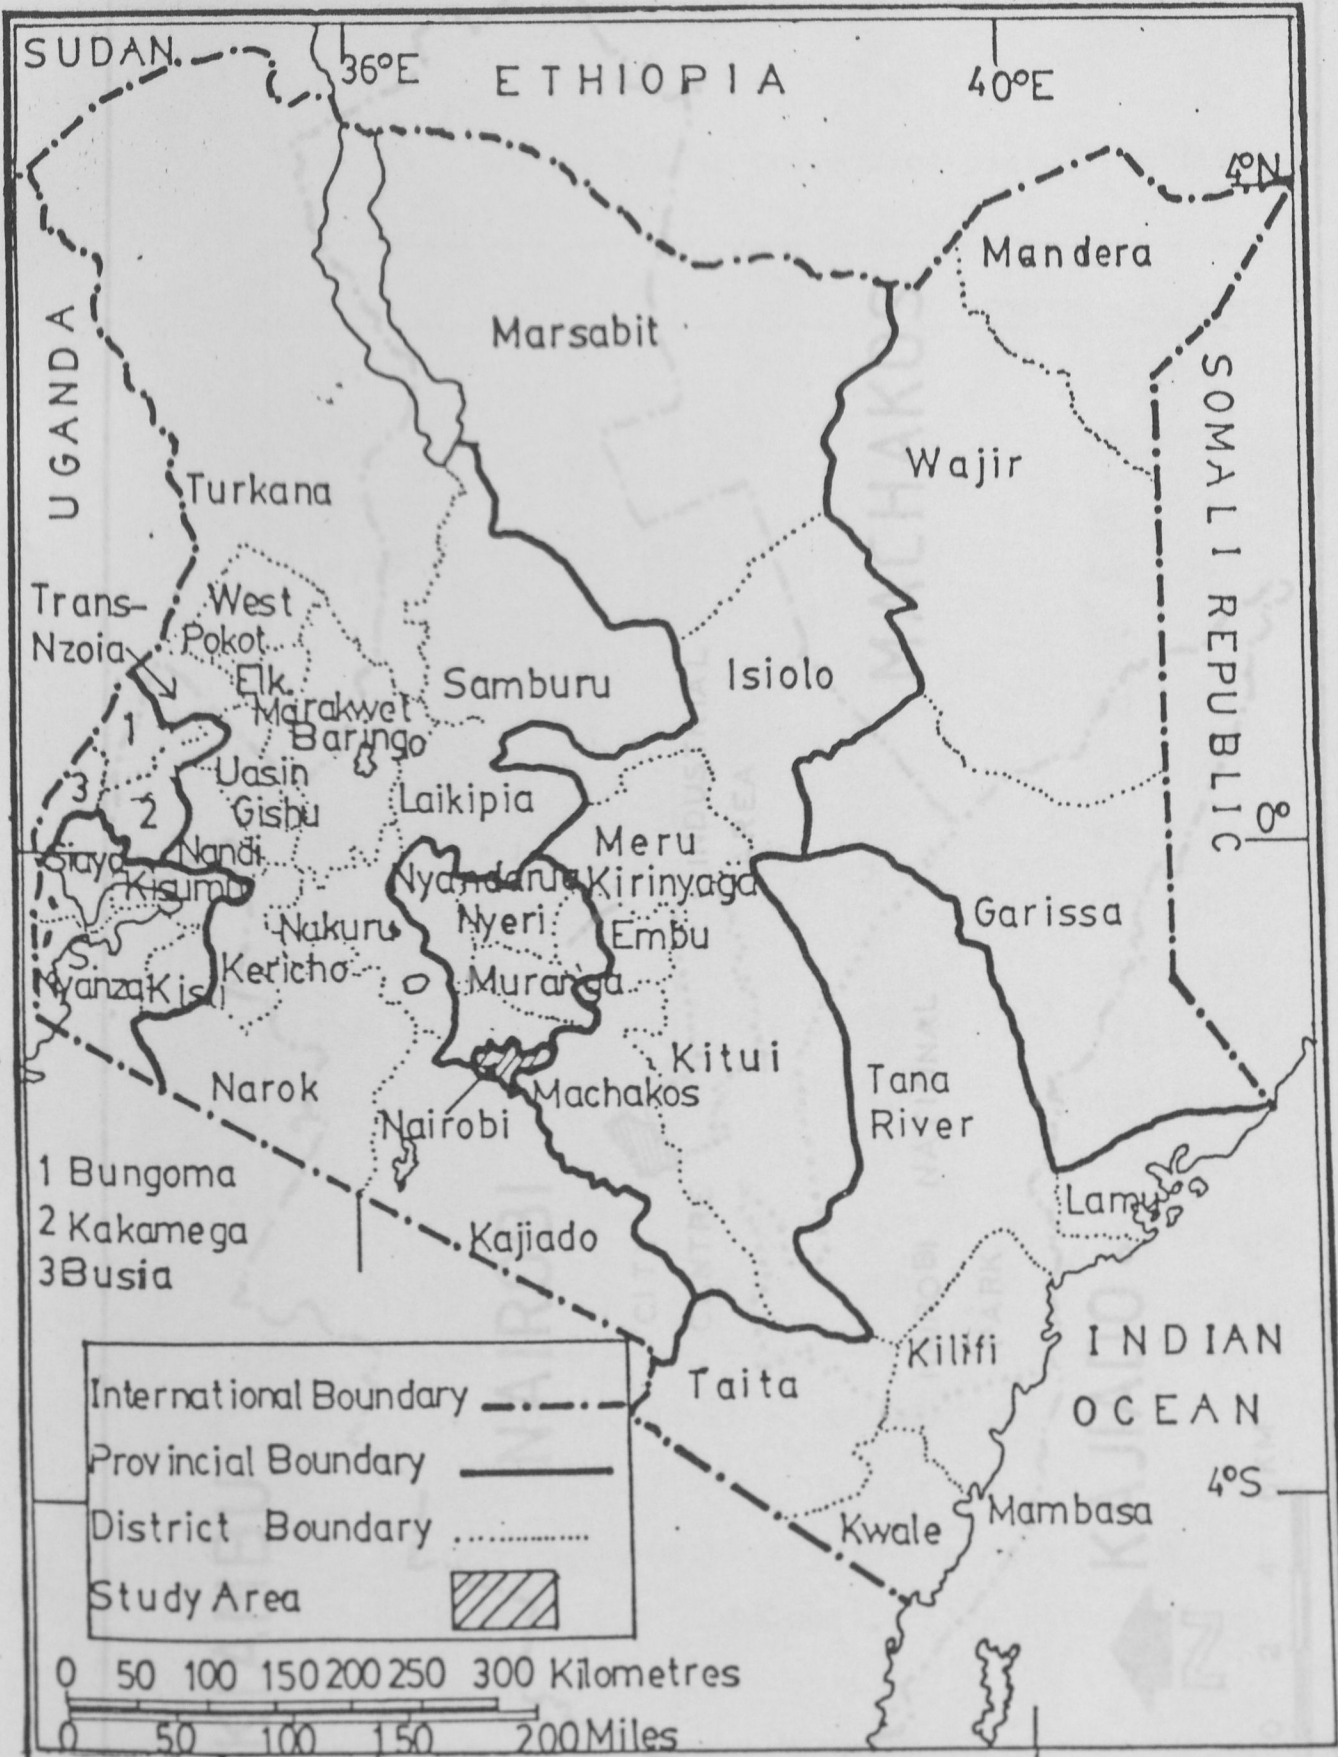 SUDAN
36°E
ETHIOPIA
40°E
4°N
Mandera
UGANDA
Marsabit
SOMALI REPUBLIC
Wajir
Turkana
Trans-
Nzoia
West
Pokot
Elk.
Marakwet
Baringo
Samburu
Isiolo
1
3
2
Uasin
Gisbu
Laikipia
0°
Meru
Nandi
Siaya
Kisumu
Nyandarua
Kirinyaga
Garissa
Nyeri
Embu
Nakuru
S.
Nyanza
Kisii
Kericho
Muranga
Kitui
Tana
River
Narok
Machakos
Nairobi
1 Bungoma
2 Kakamega
3 Busia
Lamu
Kajiado
INDIAN
OCEAN
Kilifi
Taita
4°S
Mambasa
Kwale
International Boundary
Provincial Boundary
District Boundary
Study Area
0 50 100 150 200 250 300 Kilometres
0 50 100 150 200 Miles